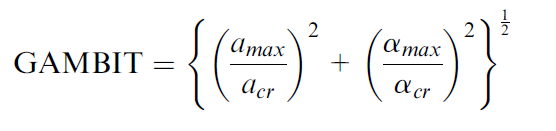 GAMBIT = { ( a_max / a_cr )^2 + ( α_max / α_cr )^2 }^{1/2}